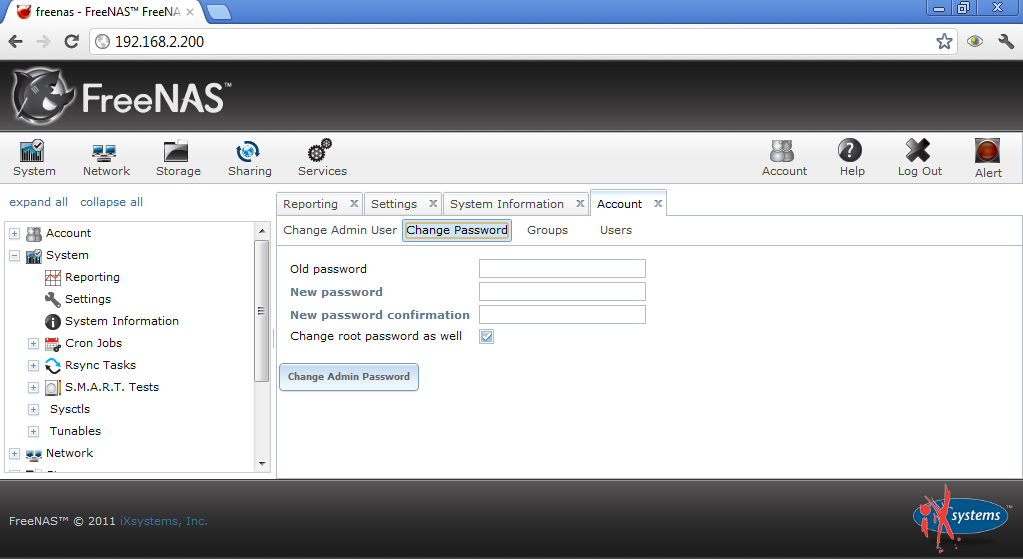 freenas - FreeNAS™ FreeNA
192.168.2.200
FreeNAS™
System Network Storage Sharing Services Account Help Log Out Alert
expand all collapse all
Reporting Settings System Information Account
Change Admin User Change Password Groups Users
Account
System
Reporting
Settings
System Information
Cron Jobs
Rsync Tasks
S.M.A.R.T. Tests
Sysctls
Tunables
Network
Old password
New password
New password confirmation
Change root password as well
Change Admin Password
FreeNAS™ © 2011 iXsystems, Inc.
iXsystems™